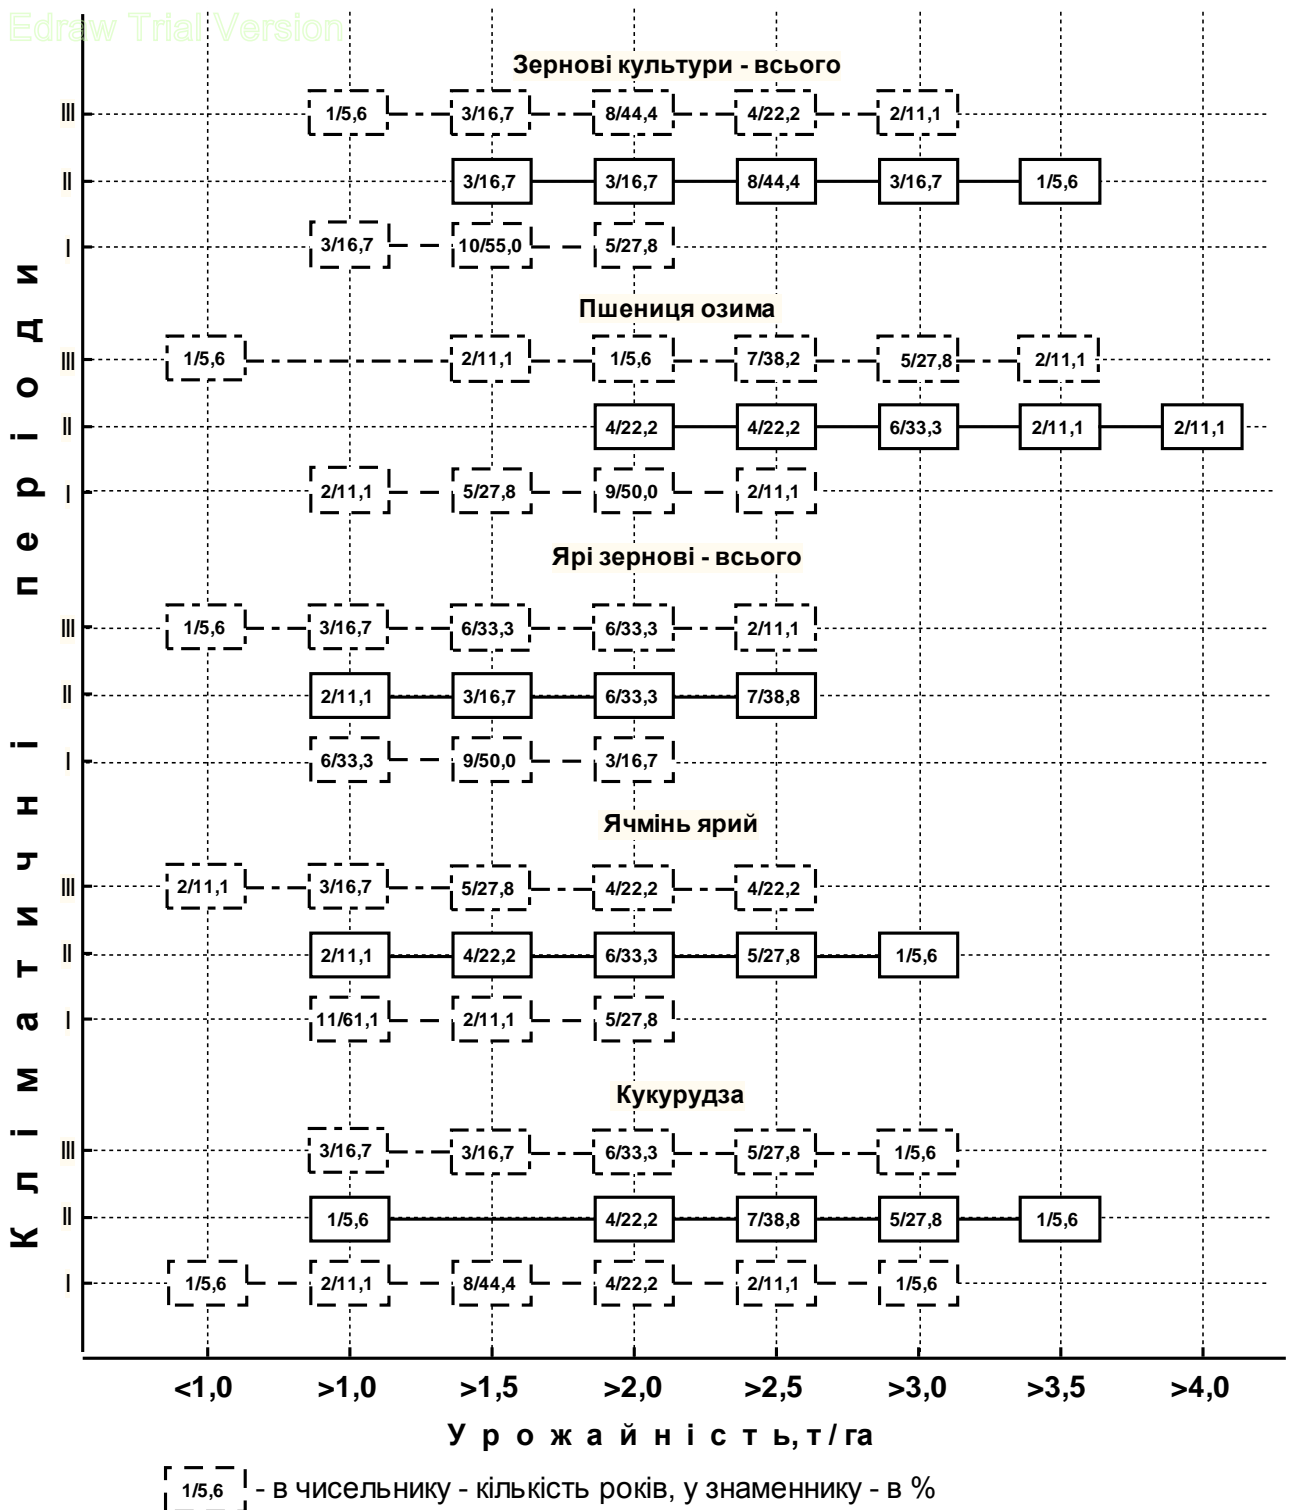 Edraw Trial Version
Зернові культури - всього
III 1/5,6 3/16,7 8/44,4 4/22,2 2/11,1
II 3/16,7 3/16,7 8/44,4 3/16,7 1/5,6
I 3/16,7 10/55,0 5/27,8
Пшениця озима
III 1/5,6 2/11,1 1/5,6 7/38,2 5/27,8 2/11,1
II 4/22,2 4/22,2 6/33,3 2/11,1 2/11,1
I 2/11,1 5/27,8 9/50,0 2/11,1
Ярі зернові - всього
III 1/5,6 3/16,7 6/33,3 6/33,3 2/11,1
II 2/11,1 3/16,7 6/33,3 7/38,8
I 6/33,3 9/50,0 3/16,7
Ячмінь ярий
III 2/11,1 3/16,7 5/27,8 4/22,2 4/22,2
II 2/11,1 4/22,2 6/33,3 5/27,8 1/5,6
I 11/61,1 2/11,1 5/27,8
Кукурудза
III 3/16,7 3/16,7 6/33,3 5/27,8 1/5,6
II 1/5,6 4/22,2 7/38,8 5/27,8 1/5,6
I 1/5,6 2/11,1 8/44,4 4/22,2 2/11,1 1/5,6
Кліматичні періоди
<1,0 >1,0 >1,5 >2,0 >2,5 >3,0 >3,5 >4,0
Урожайність, т/га
1/5,6 - в чисельнику - кількість років, у знаменнику - в %